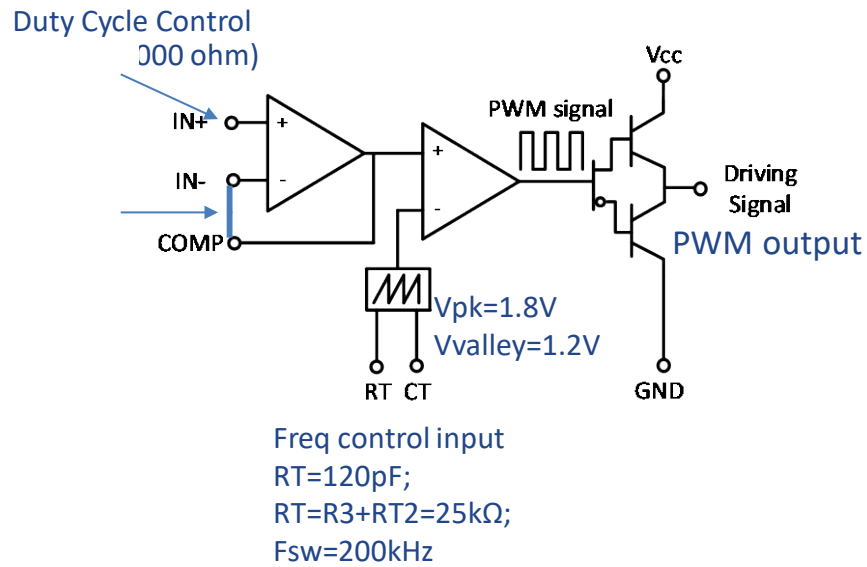 Duty Cycle Control
000 ohm)
Vcc
PWM signal
IN+
+
+
IN-
-
-
Driving
Signal
COMP
PWM output
Vpk=1.8V
Vvalley=1.2V
RT CT
GND
Freq control input
RT=120pF;
RT=R3+RT2=25kΩ;
Fsw=200kHz